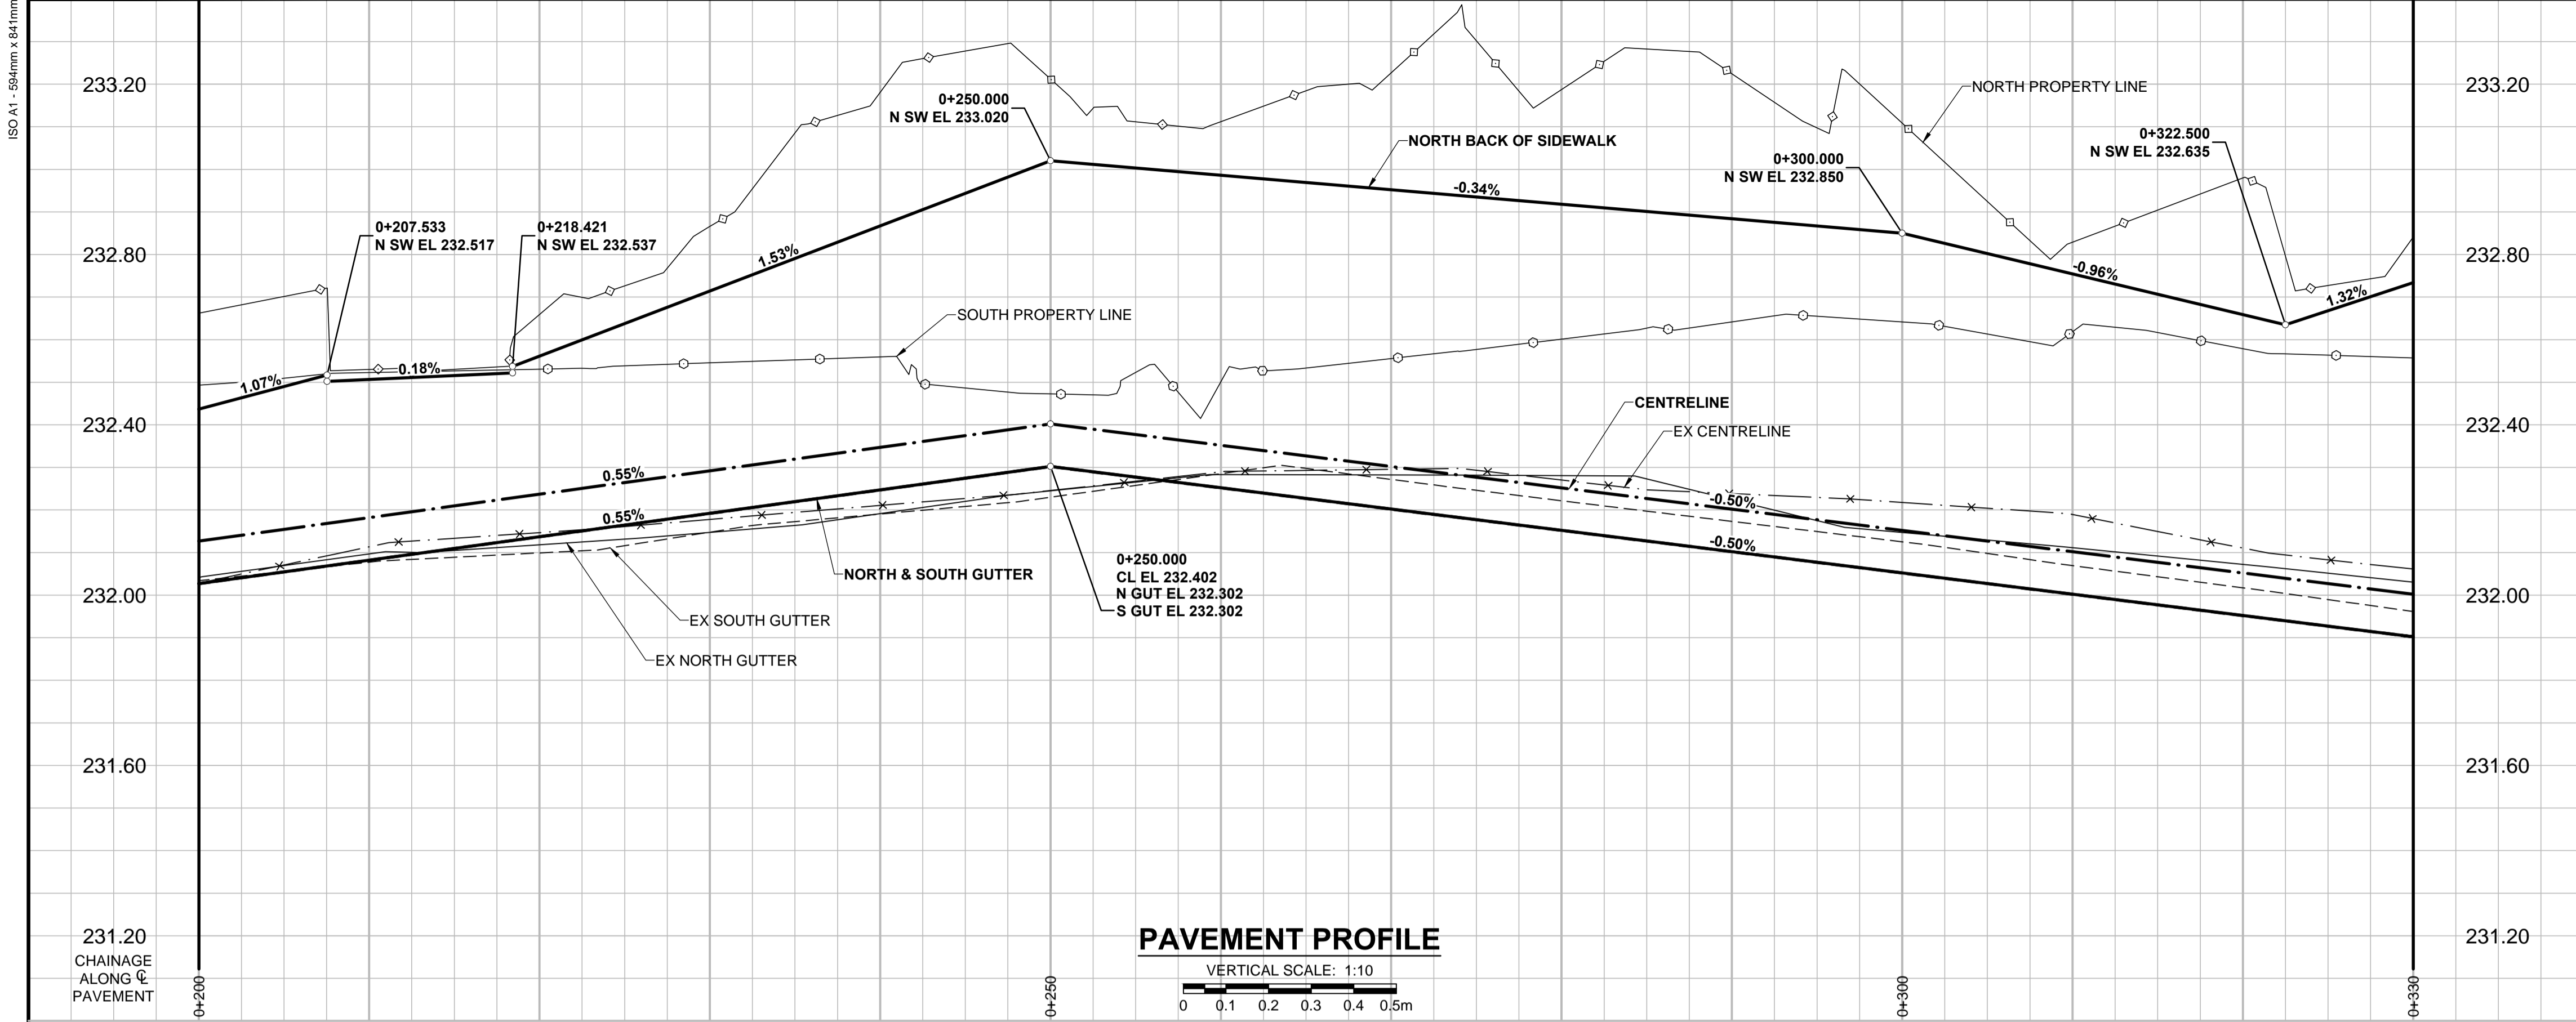 ISO A1 - 594mm x 841mm
233.20
233.20
0+250.000
N SW EL 233.020
NORTH PROPERTY LINE
NORTH BACK OF SIDEWALK
0+322.500
N SW EL 232.635
0+300.000
N SW EL 232.850
-0.34%
0+207.533
N SW EL 232.517
0+218.421
N SW EL 232.537
232.80
1.53%
-0.96%
232.80
1.32%
SOUTH PROPERTY LINE
1.07%
0.18%
232.40
CENTRELINE
232.40
EX CENTRELINE
0.55%
-0.50%
0.55%
-0.50%
0+250.000
CL EL 232.402
N GUT EL 232.302
S GUT EL 232.302
NORTH & SOUTH GUTTER
232.00
232.00
EX SOUTH GUTTER
EX NORTH GUTTER
231.60
231.60
231.20
231.20
PAVEMENT PROFILE
VERTICAL SCALE: 1:10
0 0.1 0.2 0.3 0.4 0.5m
CHAINAGE
ALONG ℄
PAVEMENT
0+200
0+250
0+300
0+330